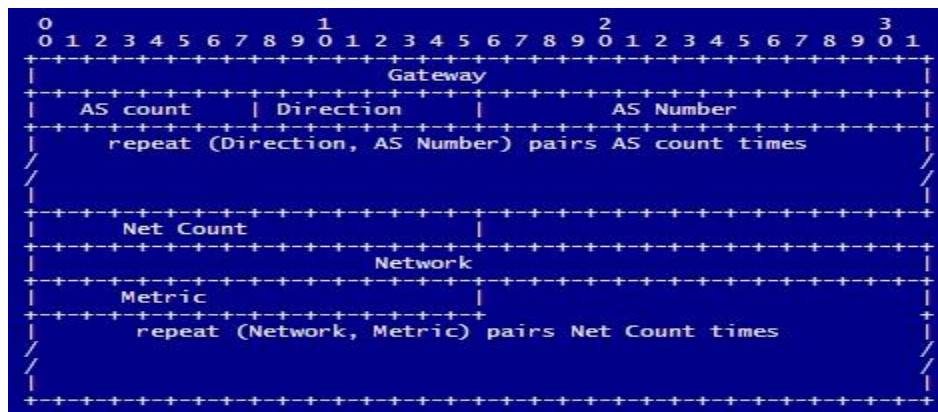 0 1 2 3
0 1 2 3 4 5 6 7 8 9 0 1 2 3 4 5 6 7 8 9 0 1 2 3 4 5 6 7 8 9 0 1
+-+-+-+-+-+-+-+-+-+-+-+-+-+-+-+-+-+-+-+-+-+-+-+-+-+-+-+-+-+-+-+-+
| Gateway |
+-+-+-+-+-+-+-+-+-+-+-+-+-+-+-+-+-+-+-+-+-+-+-+-+-+-+-+-+-+-+-+-+
| AS count | Direction | AS Number |
+-+-+-+-+-+-+-+-+-+-+-+-+-+-+-+-+-+-+-+-+-+-+-+-+-+-+-+-+-+-+-+-+
| repeat (Direction, AS Number) pairs AS count times |
/ /
/ /
| |
+-+-+-+-+-+-+-+-+-+-+-+-+-+-+-+-+-+-+-+-+-+-+-+-+-+-+-+-+-+-+-+-+
| Net Count |
+-+-+-+-+-+-+-+-+-+-+-+-+-+-+-+-+-+-+-+-+-+-+-+-+-+-+-+-+-+-+-+-+
| Network |
+-+-+-+-+-+-+-+-+-+-+-+-+-+-+-+-+-+-+-+-+-+-+-+-+-+-+-+-+-+-+-+-+
| Metric | |
+-+-+-+-+-+-+-+-+-+-+-+-+-+-+-+-+ +
| repeat (Network, Metric) pairs Net Count times |
/ /
/ /
| |
+-+-+-+-+-+-+-+-+-+-+-+-+-+-+-+-+-+-+-+-+-+-+-+-+-+-+-+-+-+-+-+-+